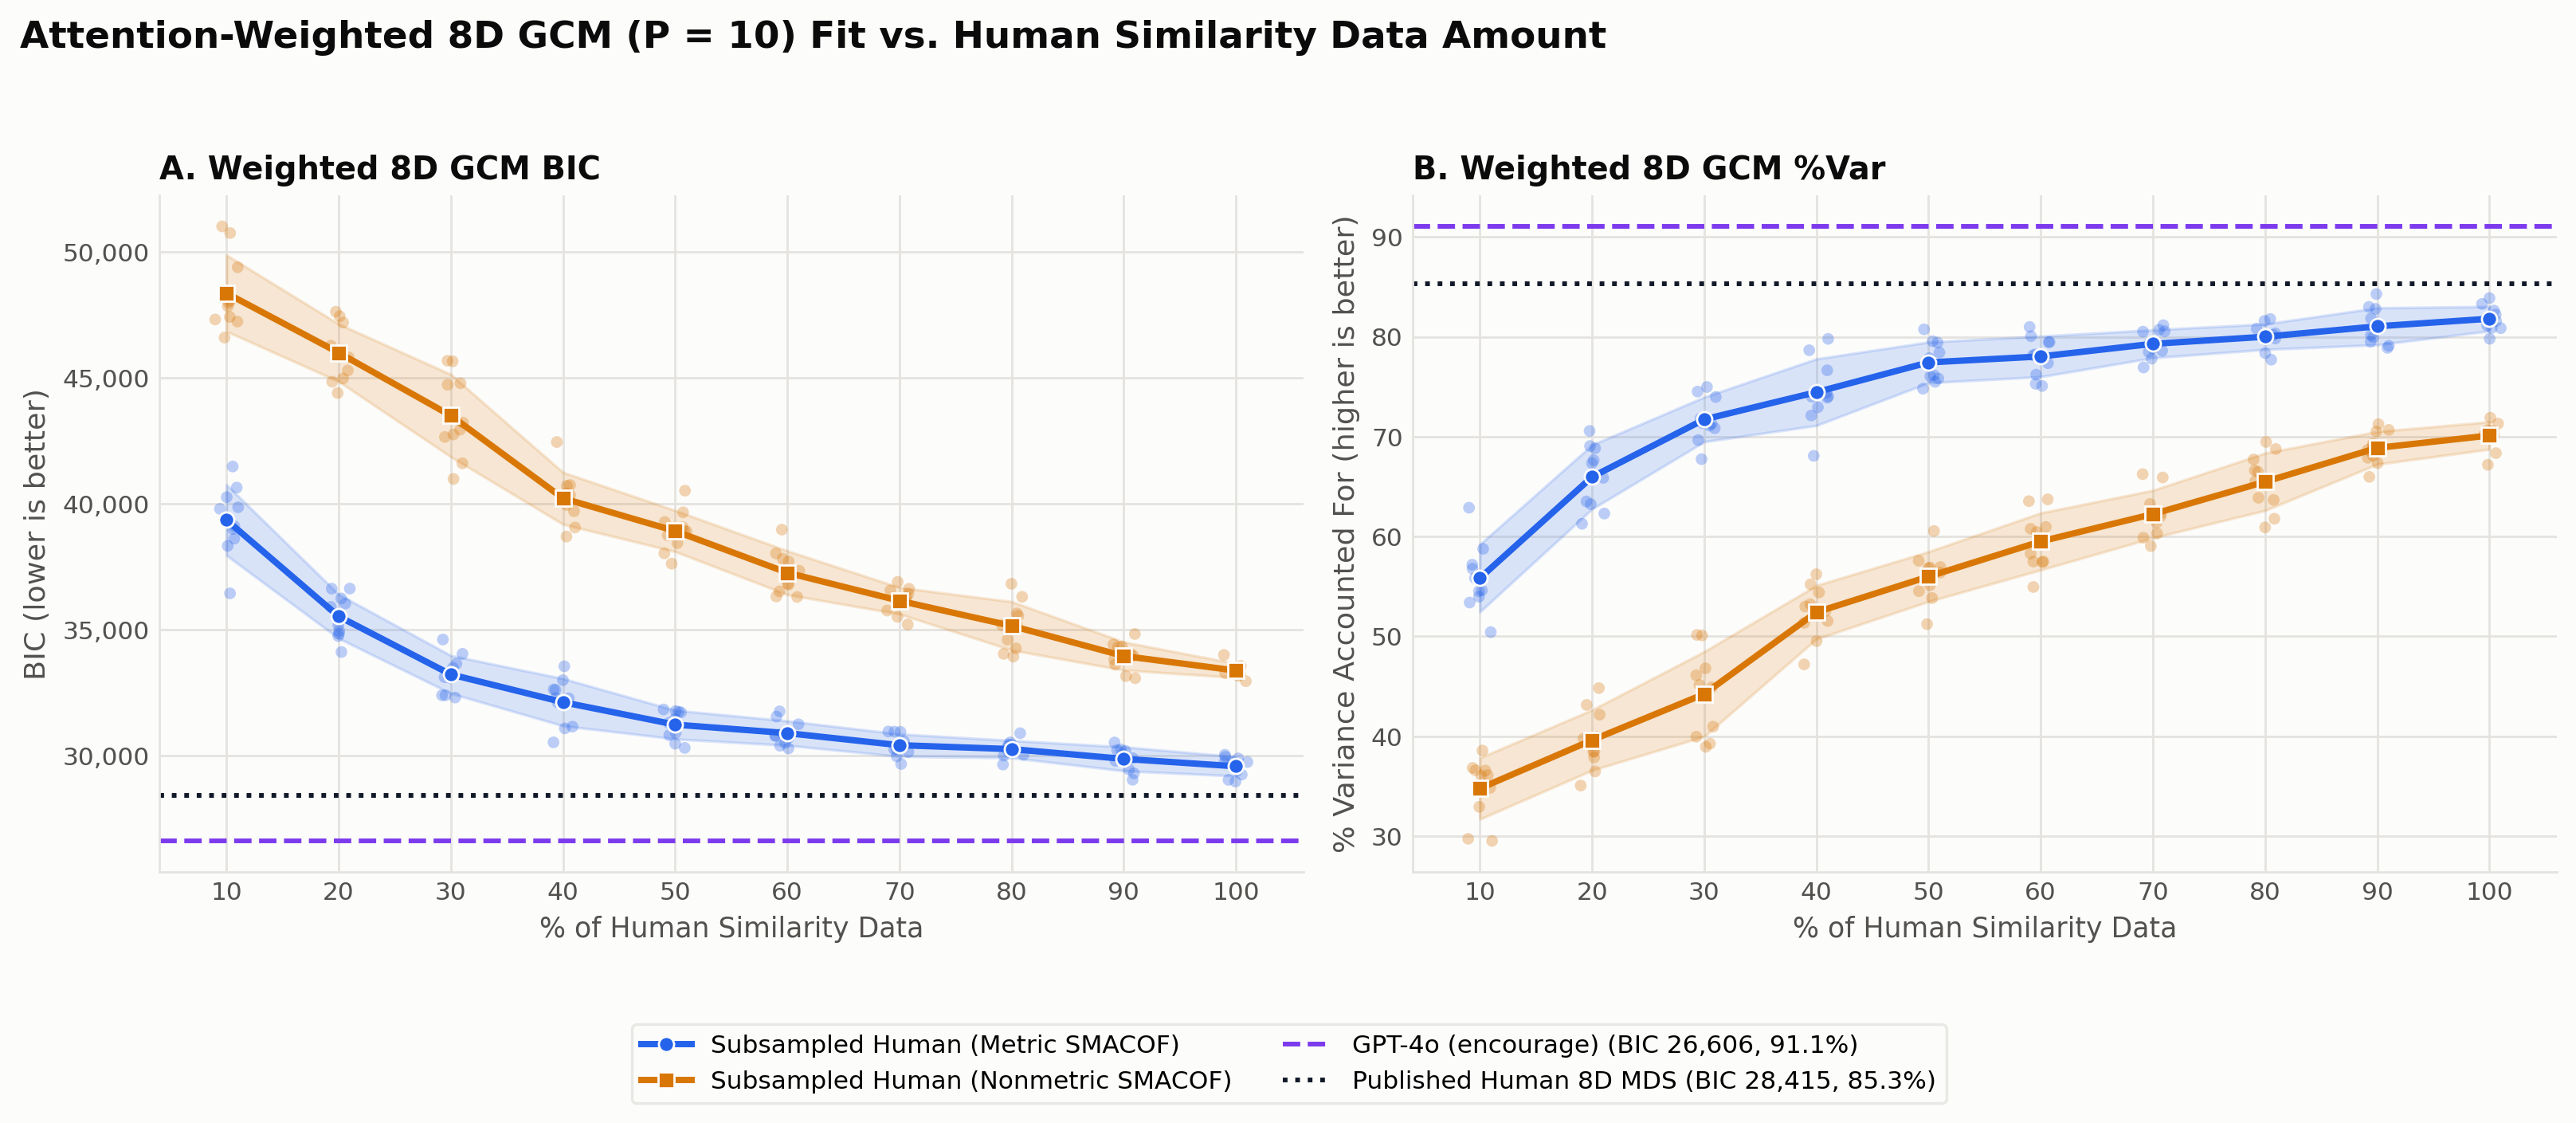 Attention-Weighted 8D GCM (P = 10) Fit vs. Human Similarity Data Amount
A. Weighted 8D GCM BIC
BIC (lower is better)
50,000
45,000
40,000
35,000
30,000
10 20 30 40 50 60 70 80 90 100
% of Human Similarity Data
B. Weighted 8D GCM %Var
% Variance Accounted For (higher is better)
90
80
70
60
50
40
30
10 20 30 40 50 60 70 80 90 100
% of Human Similarity Data
Subsampled Human (Metric SMACOF)
Subsampled Human (Nonmetric SMACOF)
GPT-4o (encourage) (BIC 26,606, 91.1%)
Published Human 8D MDS (BIC 28,415, 85.3%)